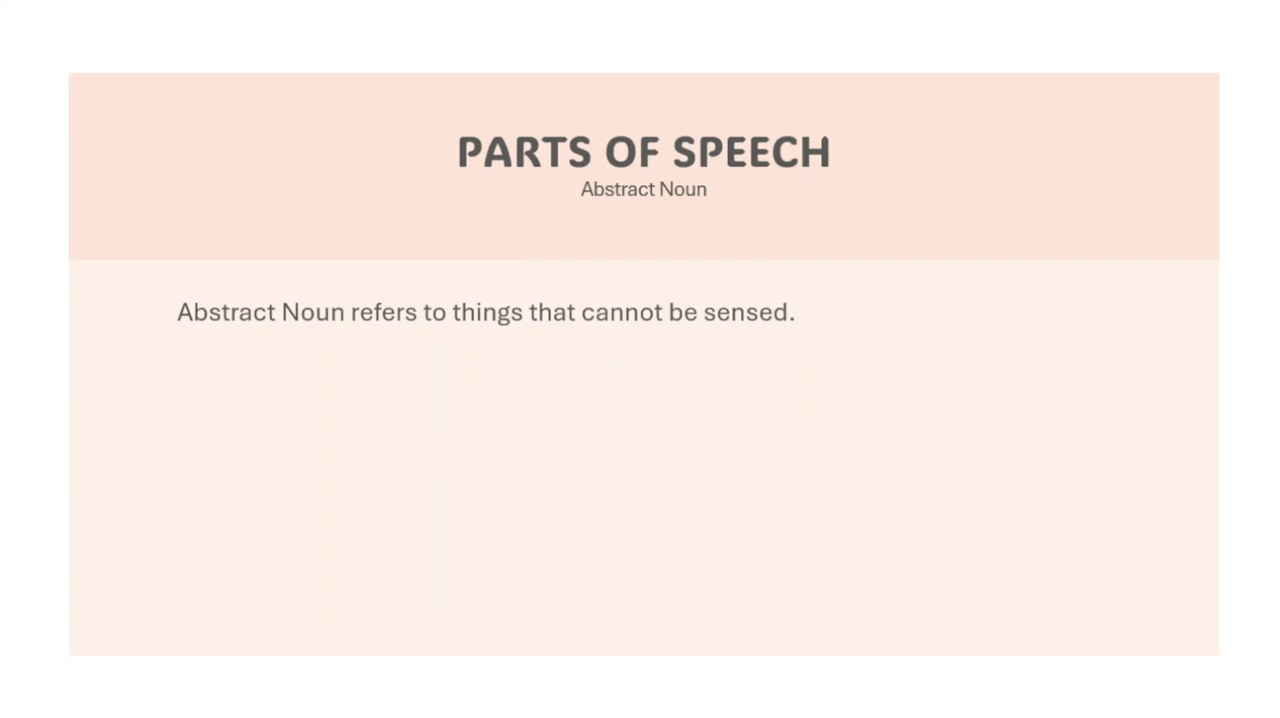 PARTS OF SPEECH
Abstract Noun
Abstract Noun refers to things that cannot be sensed.